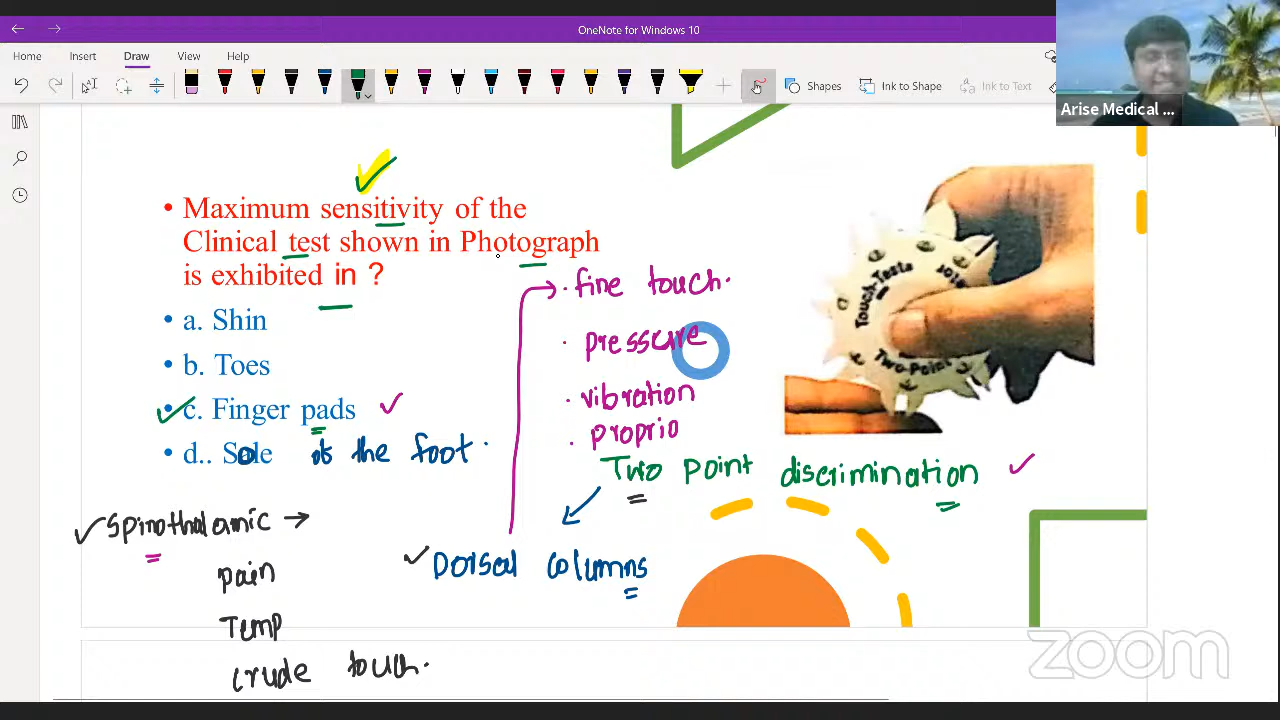 OneNote for Windows 10
Home Insert Draw View Help
Shapes
Ink to Shape
Ink to Text
Arise Medical ...
• Maximum sensitivity of the
Clinical test shown in Photograph
is exhibited in ?
• a. Shin
• b. Toes
• c. Finger pads
• d.. Sole of the foot.
. fine touch.
. pressure
. vibration
. proprio
Two point discrimination
Dorsal columns
Spinothalamic →
pain
Temp
crude touch.
Touch-Tests
Two-Point
zoom